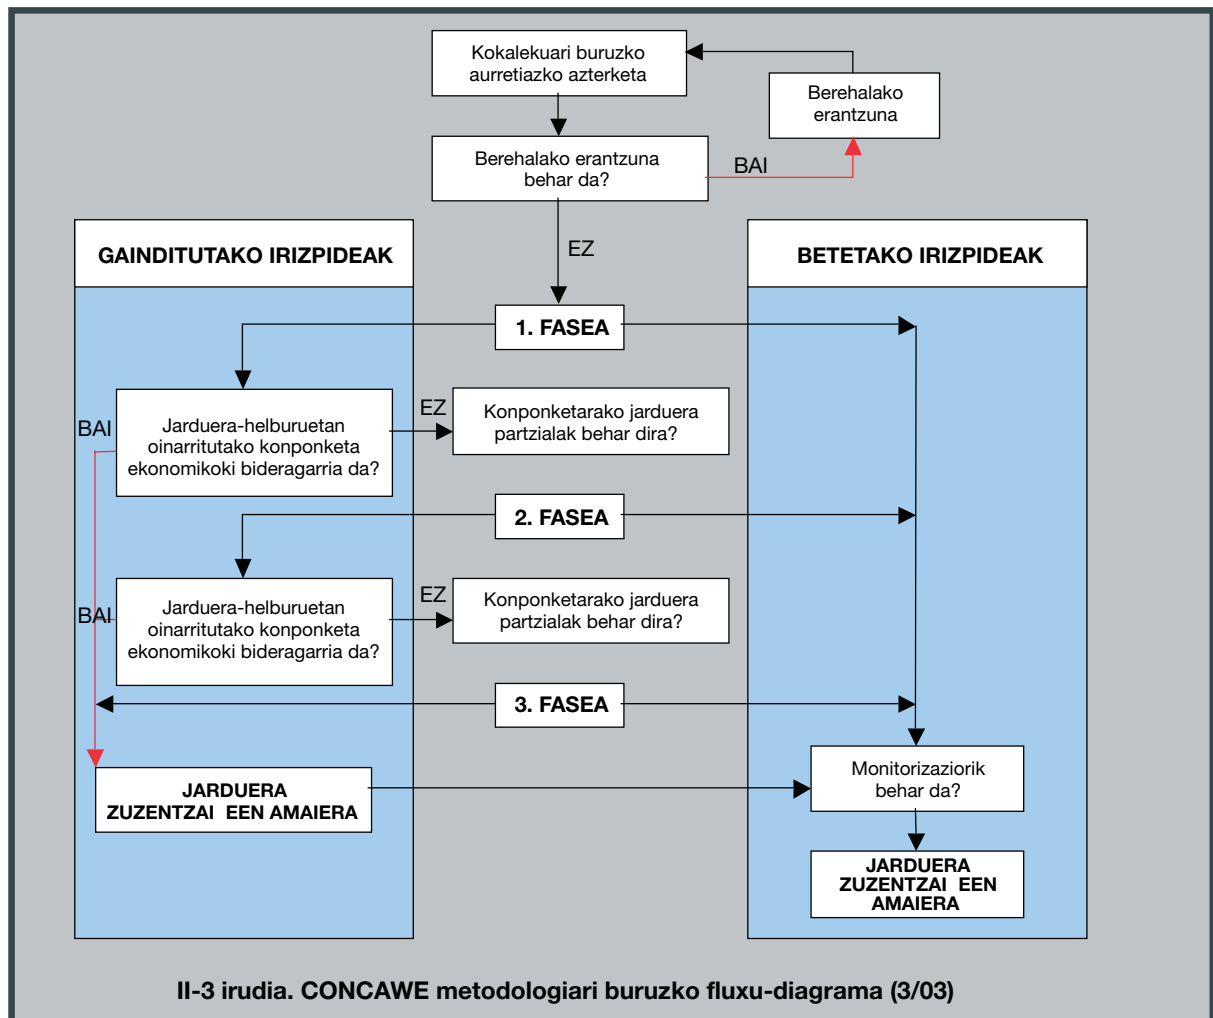 Kokalekuari buruzko
aurretiazko azterketa
Berehalako
erantzuna
Berehalako erantzuna
behar da?
BAI
EZ
GAINDITUTAKO IRIZPIDEAK
BETETAKO IRIZPIDEAK
1. FASEA
BAI
Jarduera-helburuetan
oinarritutako konponketa
ekonomikoki bideragarria da?
EZ
Konponketarako jarduera
partzialak behar dira?
2. FASEA
BAI
Jarduera-helburuetan
oinarritutako konponketa
ekonomikoki bideragarria da?
EZ
Konponketarako jarduera
partzialak behar dira?
3. FASEA
JARDUERA
ZUZENTZAI EEN AMAIERA
Monitorizaziorik
behar da?
JARDUERA
ZUZENTZAI EEN
AMAIERA
II-3 irudia. CONCAWE metodologiari buruzko fluxu-diagrama (3/03)